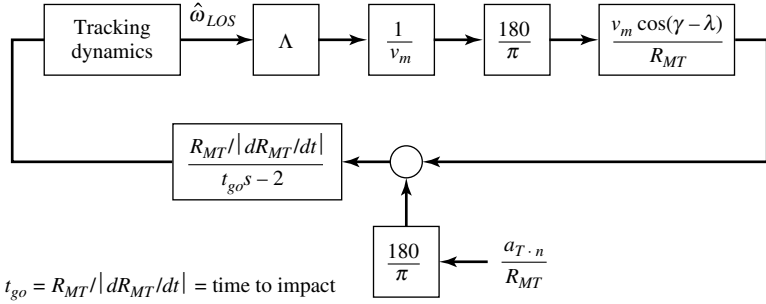 Tracking
dynamics
ω̂_LOS
Λ
1/v_m
180/π
v_m cos(γ – λ)/R_MT
R_MT/|dR_MT/dt|
t_go s – 2
180/π
a_T · n/R_MT
t_go = R_MT/|dR_MT/dt| = time to impact